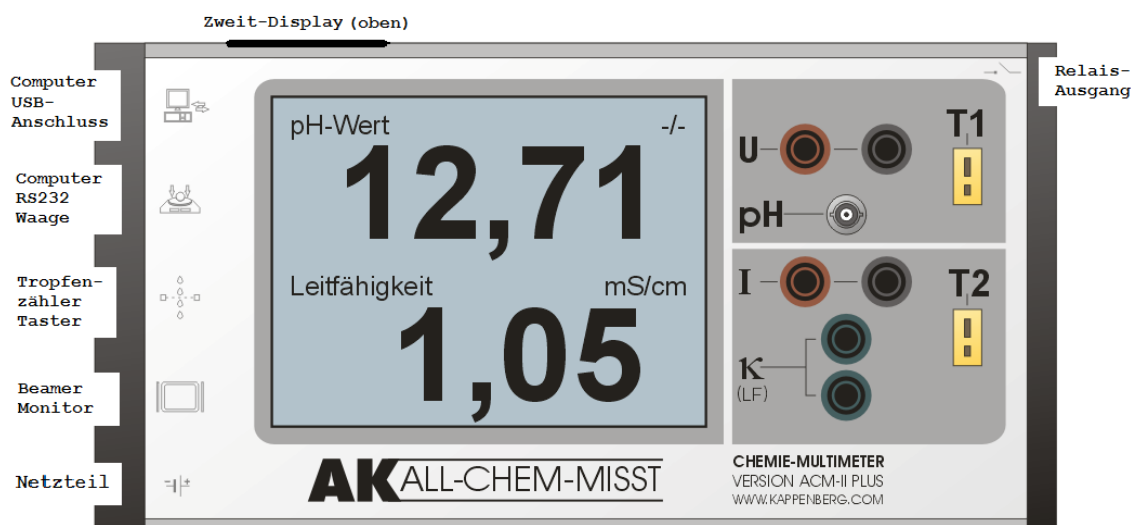 Zweit-Display (oben)
Computer
USB-
Anschluss
Computer
RS232
Waage
Tropfen-
zähler
Taster
Beamer
Monitor
Netzteil
pH-Wert -/-
12,71
Leitfähigkeit mS/cm
1,05
AK ALL-CHEM-MISST
Relais-
Ausgang
U
T1
pH
I
T2
κ
(LF)
CHEMIE-MULTIMETER
VERSION ACM-II PLUS
WWW.KAPPENBERG.COM